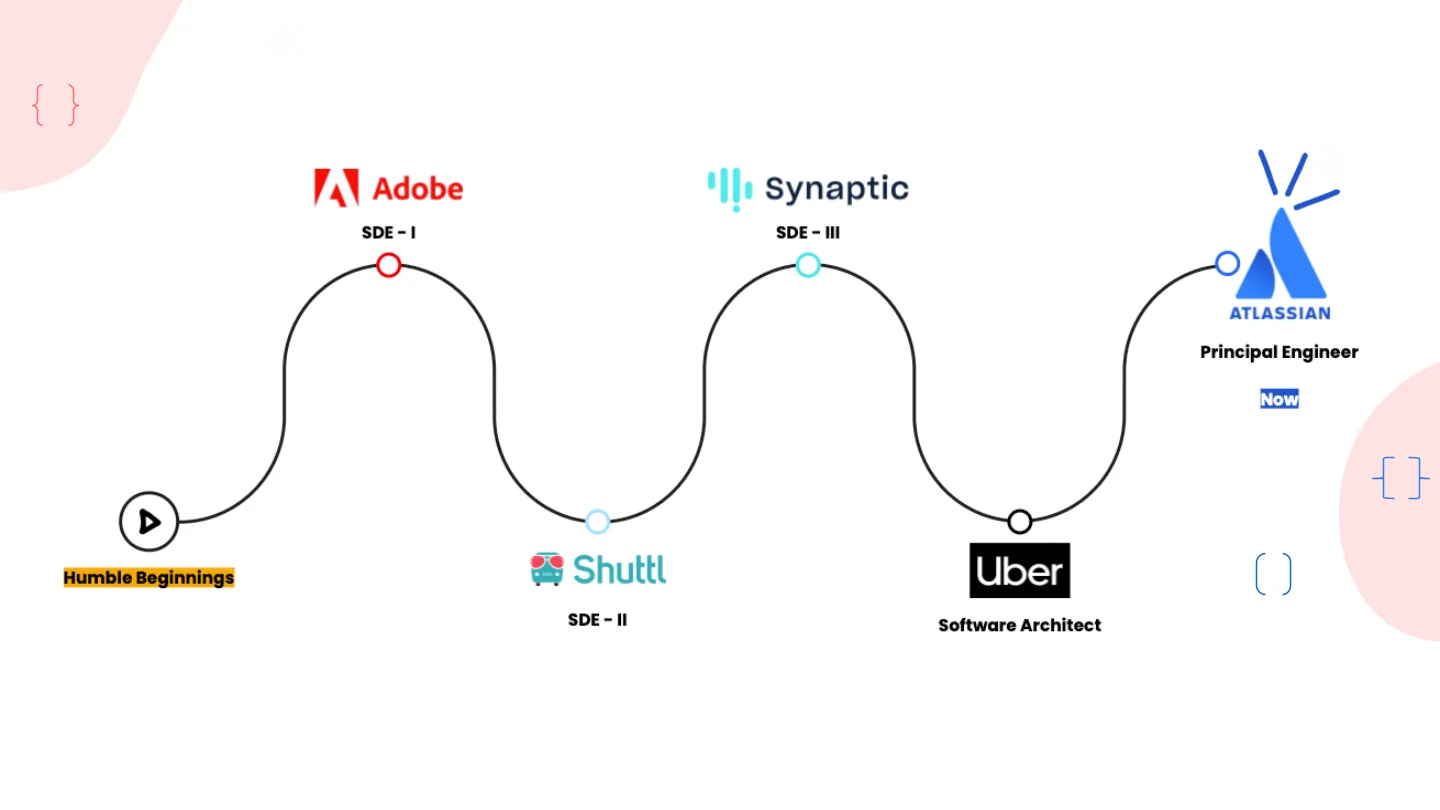 Adobe
SDE - I
Synaptic
SDE - III
ATLASSIAN
Principal Engineer
Now
Humble Beginnings
Shuttl
SDE - II
Uber
Software Architect
{ }
{ }
( )